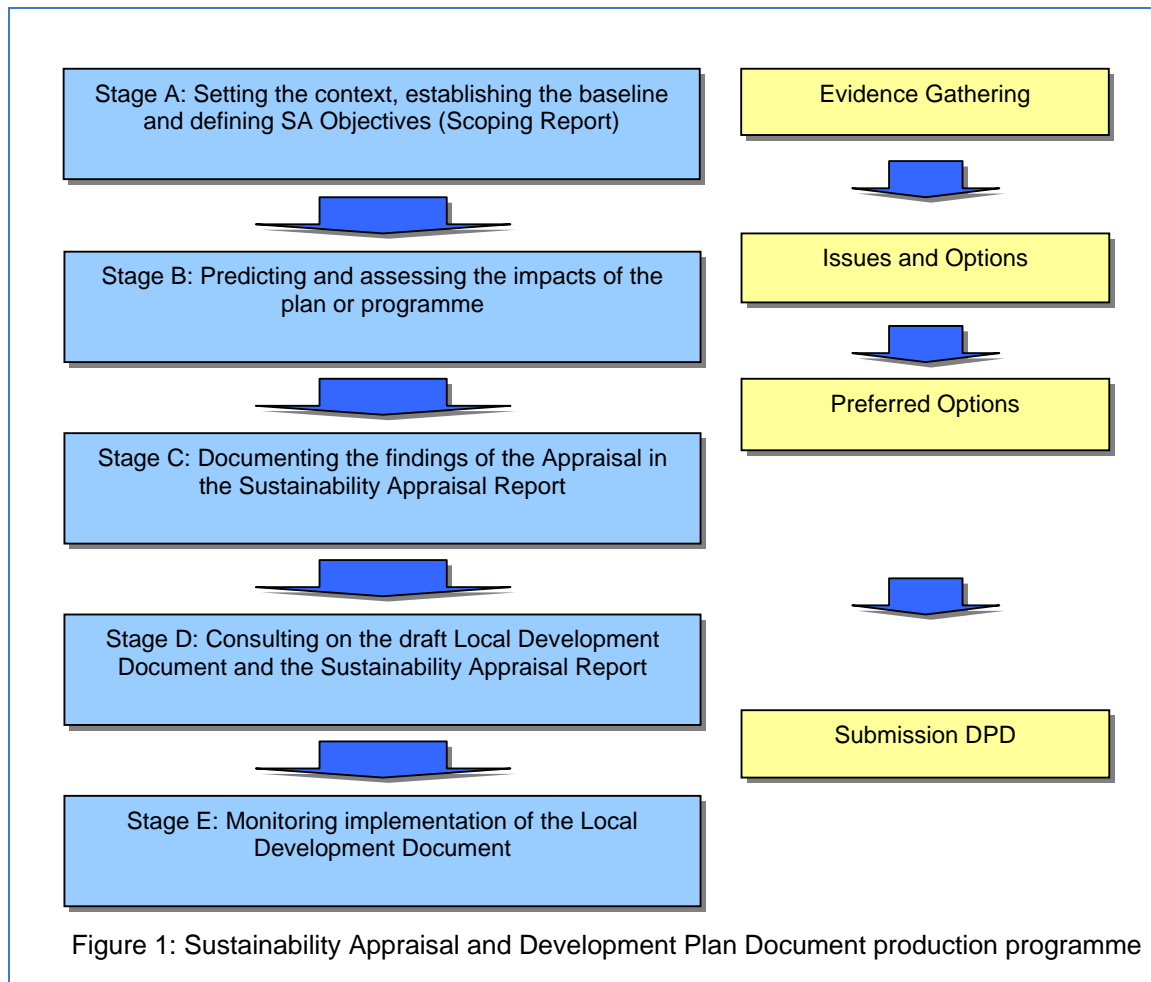 Stage A: Setting the context, establishing the baseline
and defining SA Objectives (Scoping Report)
Evidence Gathering
Stage B: Predicting and assessing the impacts of the
plan or programme
Issues and Options
Preferred Options
Stage C: Documenting the findings of the Appraisal in
the Sustainability Appraisal Report
Stage D: Consulting on the draft Local Development
Document and the Sustainability Appraisal Report
Submission DPD
Stage E: Monitoring implementation of the Local
Development Document
Figure 1: Sustainability Appraisal and Development Plan Document production programme